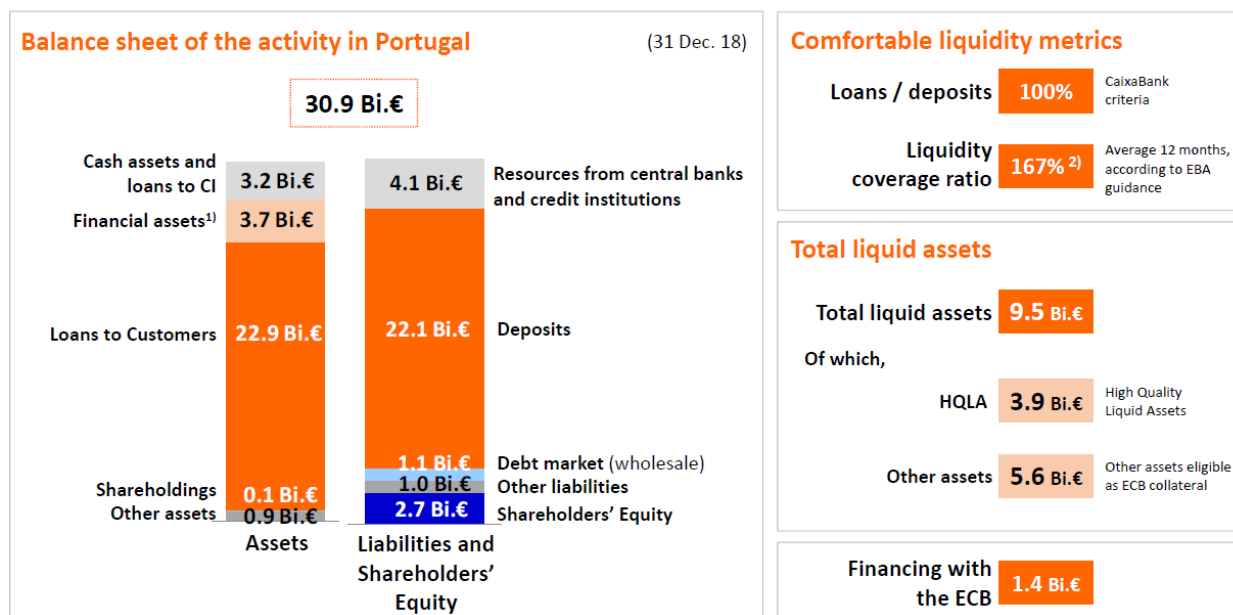 Balance sheet of the activity in Portugal
(31 Dec. 18)
30.9 Bi.€
Cash assets and
loans to CI
3.2 Bi.€
Financial assets1)
3.7 Bi.€
Loans to Customers
22.9 Bi.€
Shareholdings
0.1 Bi.€
Other assets
0.9 Bi.€
Assets
4.1 Bi.€
Resources from central banks
and credit institutions
22.1 Bi.€
Deposits
1.1 Bi.€
Debt market (wholesale)
1.0 Bi.€
Other liabilities
2.7 Bi.€
Shareholders’ Equity
Liabilities and
Shareholders’
Equity
Comfortable liquidity metrics
Loans / deposits
100%
CaixaBank
criteria
Liquidity
coverage ratio
167% 2)
Average 12 months,
according to EBA
guidance
Total liquid assets
Total liquid assets
9.5 Bi.€
Of which,
HQLA
3.9 Bi.€
High Quality
Liquid Assets
Other assets
5.6 Bi.€
Other assets eligible
as ECB collateral
Financing with
the ECB
1.4 Bi.€